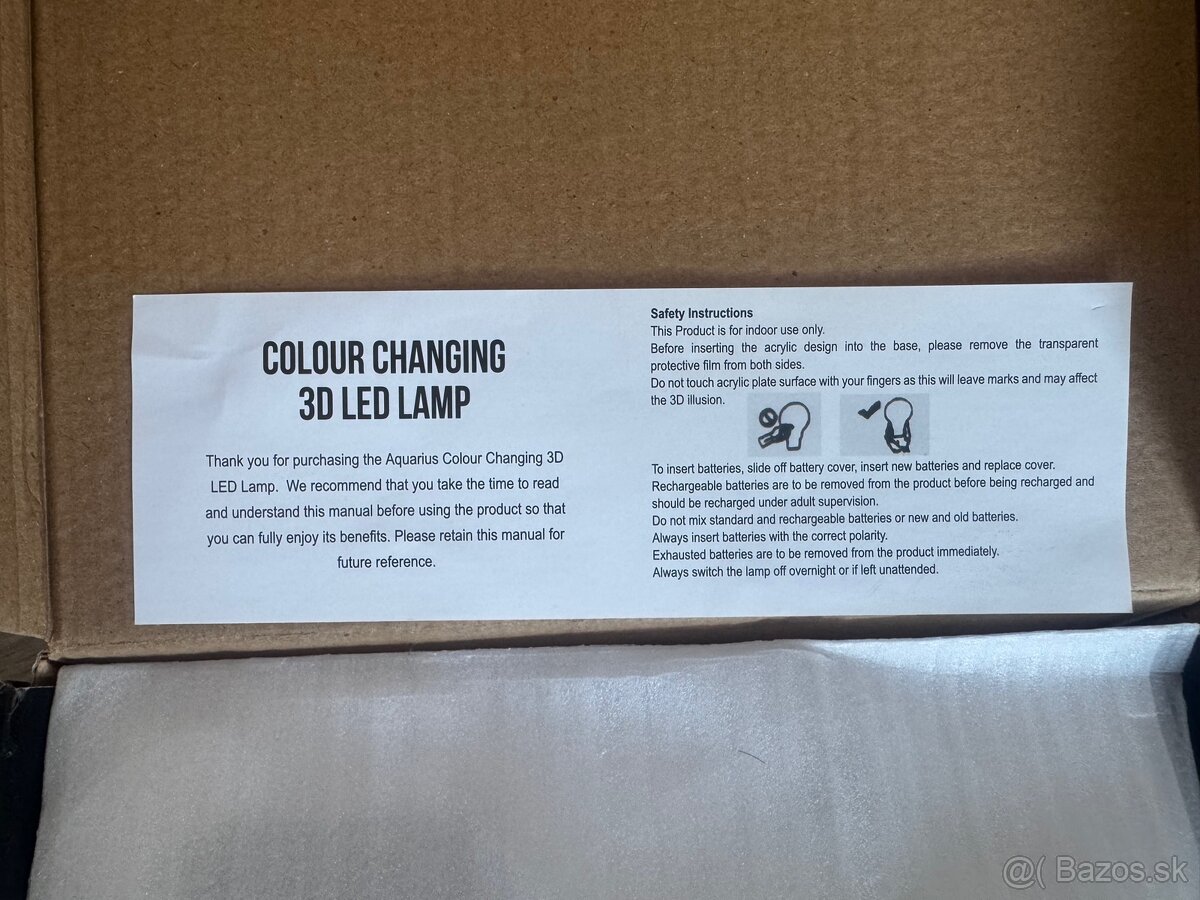 COLOUR CHANGING
3D LED LAMP
Thank you for purchasing the Aquarius Colour Changing 3D
LED Lamp. We recommend that you take the time to read
and understand this manual before using the product so that
you can fully enjoy its benefits. Please retain this manual for
future reference.
Safety Instructions
This Product is for indoor use only.
Before inserting the acrylic design into the base, please remove the transparent
protective film from both sides.
Do not touch acrylic plate surface with your fingers as this will leave marks and may affect
the 3D illusion.
To insert batteries, slide off battery cover, insert new batteries and replace cover.
Rechargeable batteries are to be removed from the product before being recharged and
should be recharged under adult supervision.
Do not mix standard and rechargeable batteries or new and old batteries.
Always insert batteries with the correct polarity.
Exhausted batteries are to be removed from the product immediately.
Always switch the lamp off overnight or if left unattended.
@( Bazos.sk